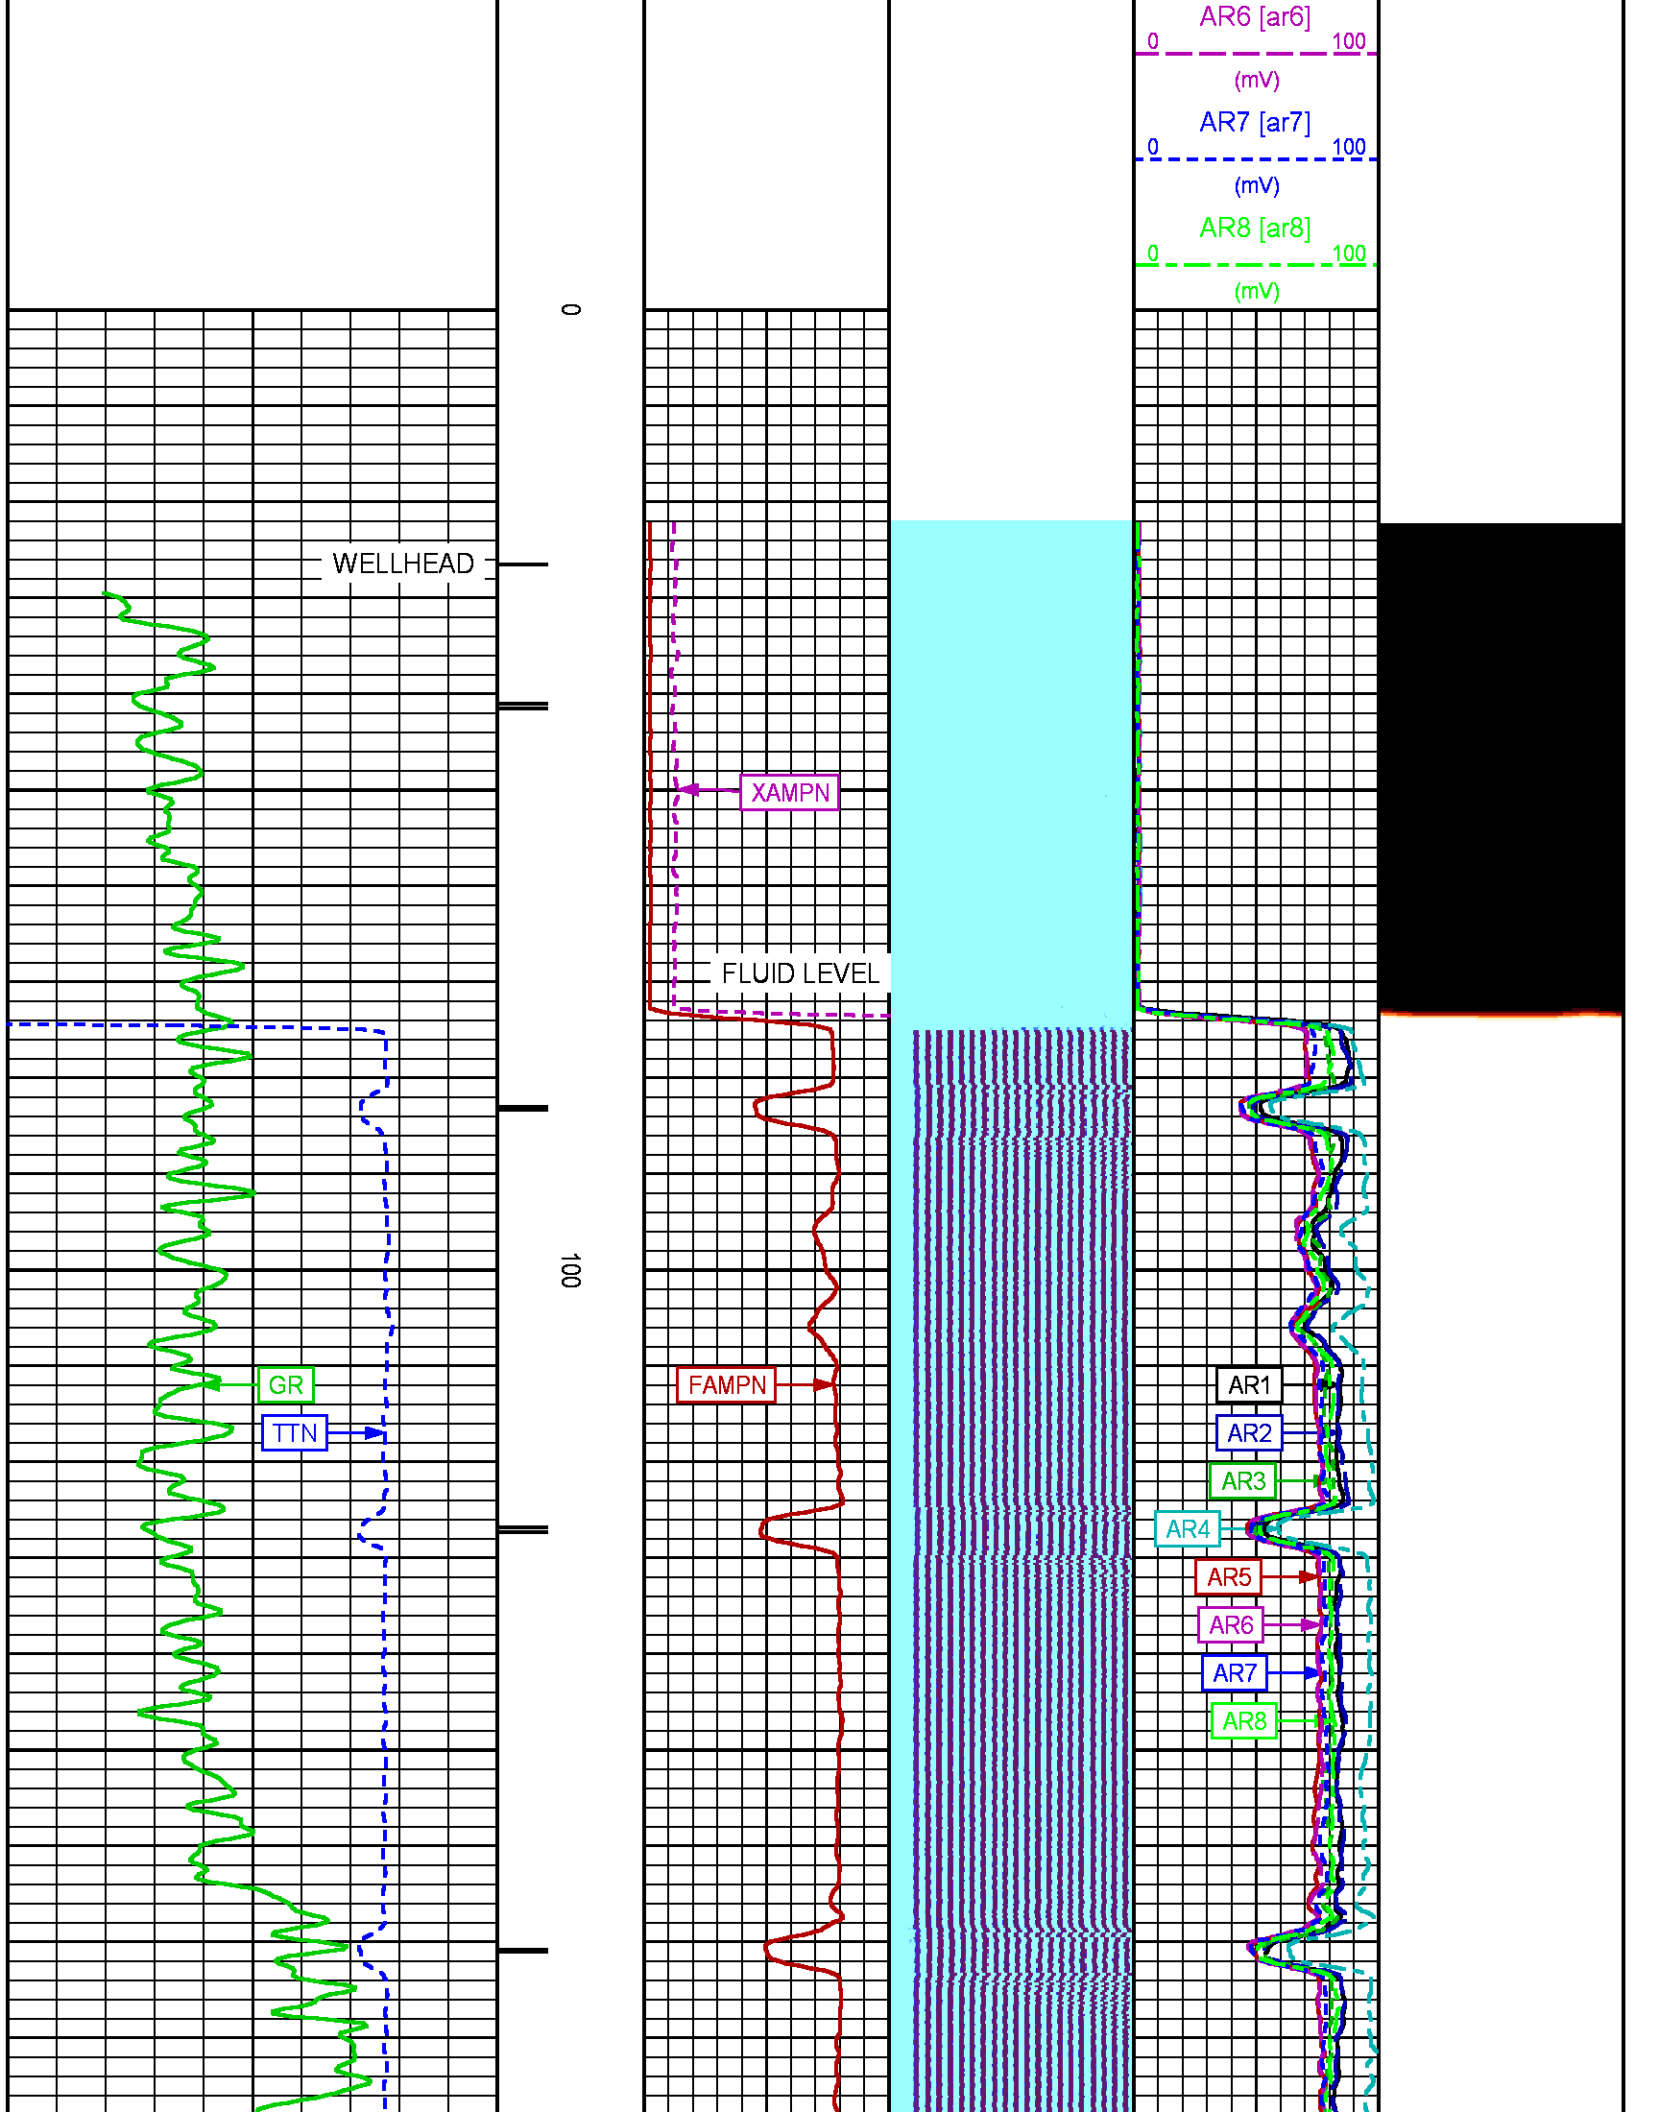 AR6 [ar6]
0 100
(mV)
AR7 [ar7]
0 100
(mV)
AR8 [ar8]
0 100
(mV)
0
WELLHEAD
XAMPN
FLUID LEVEL
100
GR
FAMPN
AR1
TTN
AR2
AR3
AR4
AR5
AR6
AR7
AR8